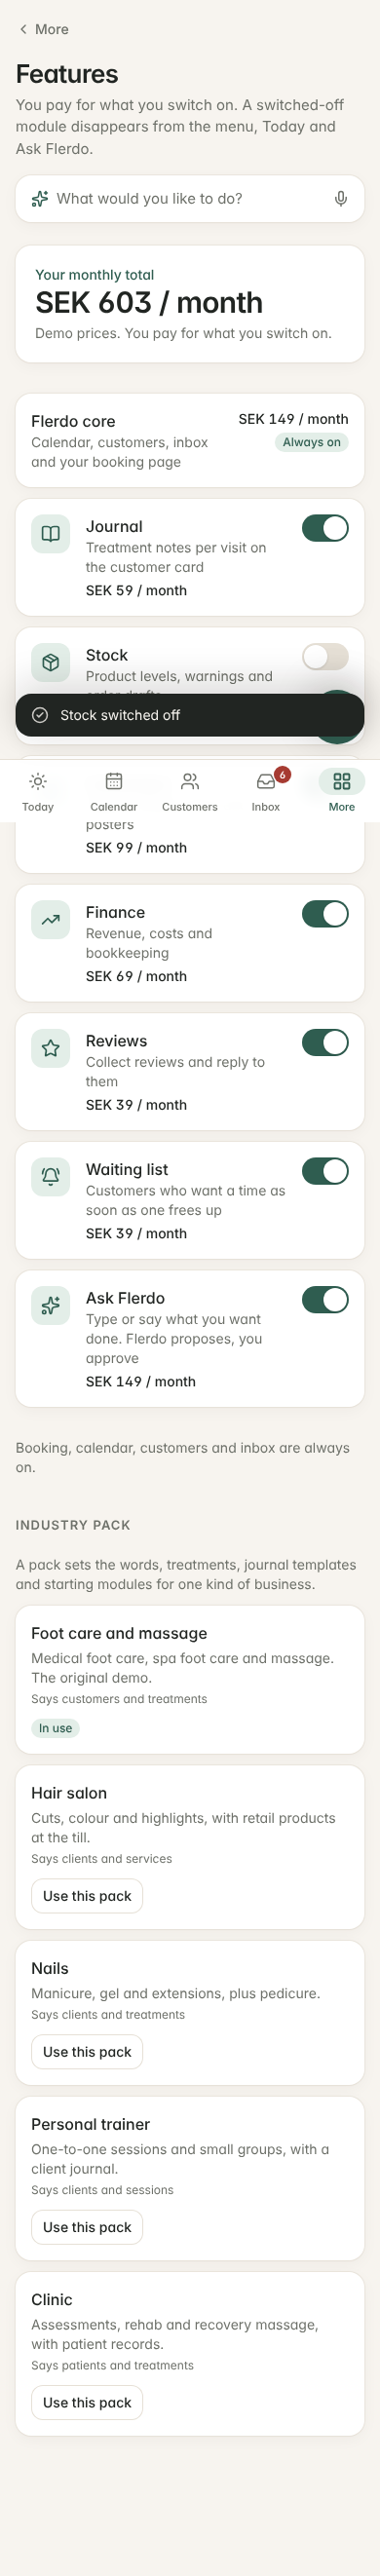 More
Features
You pay for what you switch on. A switched-off
module disappears from the menu, Today and
Ask Flerdo.
What would you like to do?
Your monthly total
SEK 603 / month
Demo prices. You pay for what you switch on.
Flerdo core
SEK 149 / month
Calendar, customers, inbox
and your booking page
Always on
Journal
Treatment notes per visit on
the customer card
SEK 59 / month
Stock
Product levels, warnings and
Stock switched off
Today
Calendar
Customers
6
Inbox
More
posters
SEK 99 / month
Finance
Revenue, costs and
bookkeeping
SEK 69 / month
Reviews
Collect reviews and reply to
them
SEK 39 / month
Waiting list
Customers who want a time as
soon as one frees up
SEK 39 / month
Ask Flerdo
Type or say what you want
done. Flerdo proposes, you
approve
SEK 149 / month
Booking, calendar, customers and inbox are always
on.
INDUSTRY PACK
A pack sets the words, treatments, journal templates
and starting modules for one kind of business.
Foot care and massage
Medical foot care, spa foot care and massage.
The original demo.
Says customers and treatments
In use
Hair salon
Cuts, colour and highlights, with retail products
at the till.
Says clients and services
Use this pack
Nails
Manicure, gel and extensions, plus pedicure.
Says clients and treatments
Use this pack
Personal trainer
One-to-one sessions and small groups, with a
client journal.
Says clients and sessions
Use this pack
Clinic
Assessments, rehab and recovery massage,
with patient records.
Says patients and treatments
Use this pack